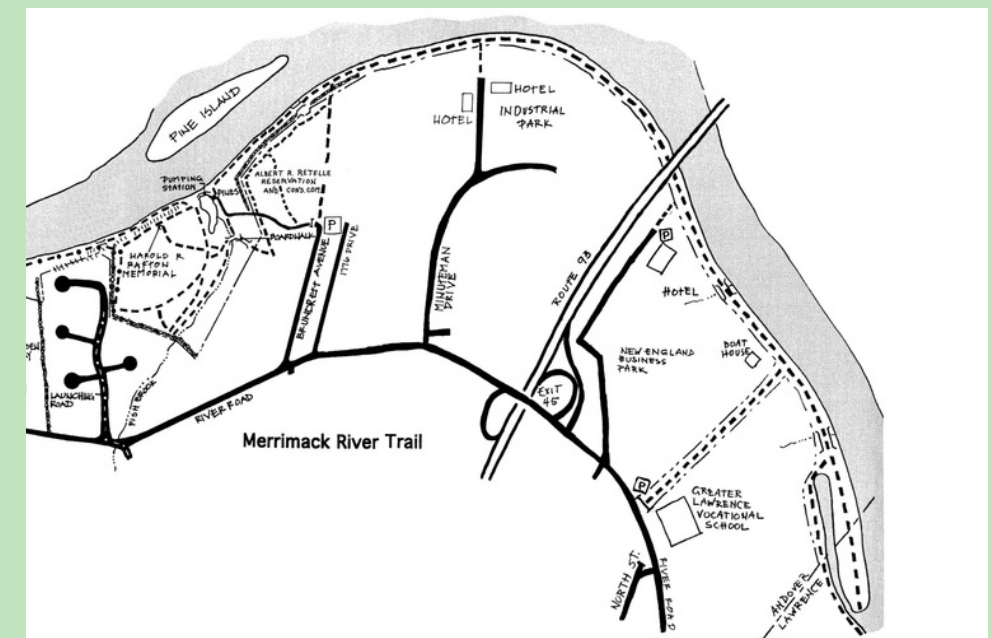 PINE ISLAND
HOTEL
HOTEL
INDUSTRIAL
PARK
PUMPING
STATION
ALBERT R. RETELLE
RESERVATION
AND CONS.COM.
P
BOARDWALK
HAROLD R
RAFTON
MEMORIAL
BRUNDRETT AVENUE
1776 DRIVE
MINUTEMAN
DRIVE
ROUTE 93
P
HOTEL
BOAT
HOUSE
NEW ENGLAND
BUSINESS
PARK
EXIT
45
LAUNCHING
ROAD
FISH BROOK
RIVER ROAD
Merrimack River Trail
P
GREATER
LAWRENCE
VOCATIONAL
SCHOOL
NORTH ST.
RIVER ROAD
ANDOVER
LAWRENCE